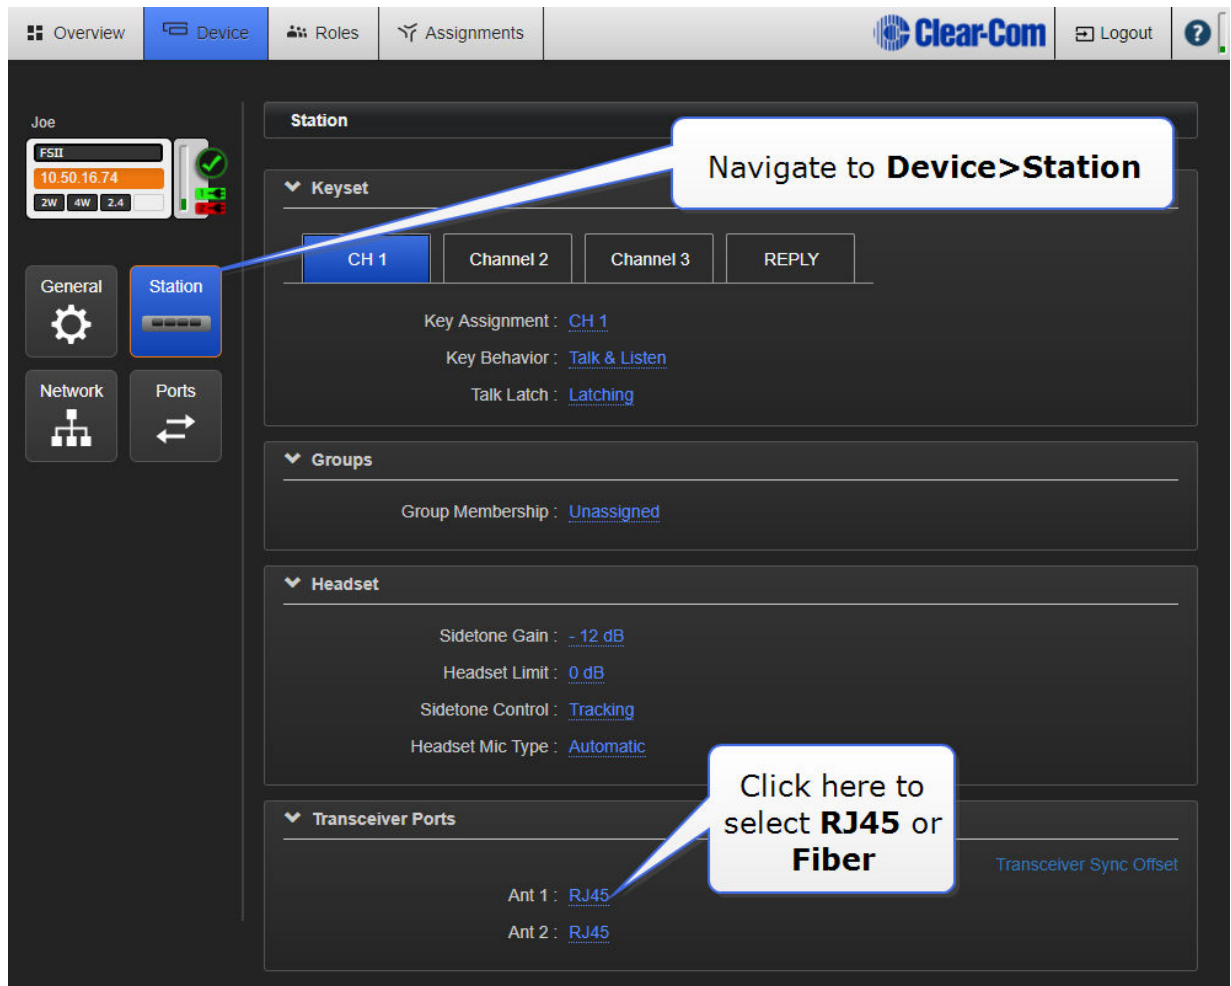 Overview Device Roles Assignments Clear-Com Logout ?
Joe
FSII
10.50.16.74
2W 4W 2.4
General Station
Network Ports
Station
Navigate to Device>Station
Keyset
CH 1 Channel 2 Channel 3 REPLY
Key Assignment : CH 1
Key Behavior : Talk & Listen
Talk Latch : Latching
Groups
Group Membership : Unassigned
Headset
Sidetone Gain : - 12 dB
Headset Limit : 0 dB
Sidetone Control : Tracking
Headset Mic Type : Automatic
Click here to
select RJ45 or
Fiber
Transceiver Ports
Transceiver Sync Offset
Ant 1 : RJ45
Ant 2 : RJ45